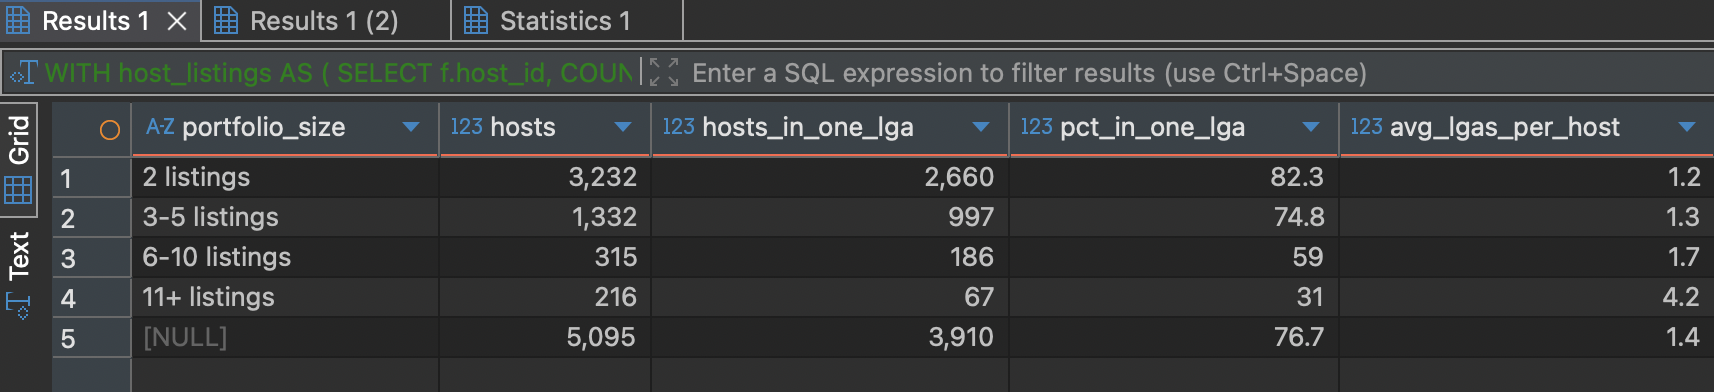 Results 1 Results 1 (2) Statistics 1
WITH host_listings AS ( SELECT f.host_id, COUN Enter a SQL expression to filter results (use Ctrl+Space)
Grid
Text
A-Z portfolio_size 123 hosts 123 hosts_in_one_lga 123 pct_in_one_lga 123 avg_lgas_per_host
1 2 listings 3,232 2,660 82.3 1.2
2 3-5 listings 1,332 997 74.8 1.3
3 6-10 listings 315 186 59 1.7
4 11+ listings 216 67 31 4.2
5 [NULL] 5,095 3,910 76.7 1.4